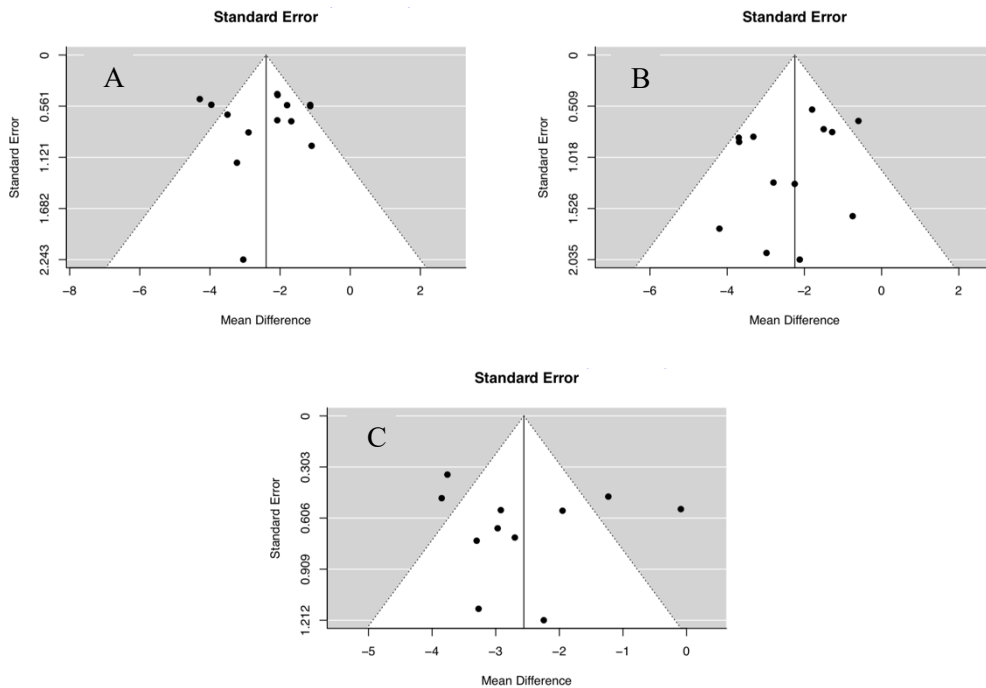 Standard Error
A
Standard Error
0
0.561
1.121
1.682
2.243
−8
−6
−4
−2
0
2
Mean Difference
Standard Error
B
Standard Error
0
0.509
1.018
1.526
2.035
−6
−4
−2
0
2
Mean Difference
Standard Error
C
Standard Error
0
0.303
0.606
0.909
1.212
−5
−4
−3
−2
−1
0
Mean Difference